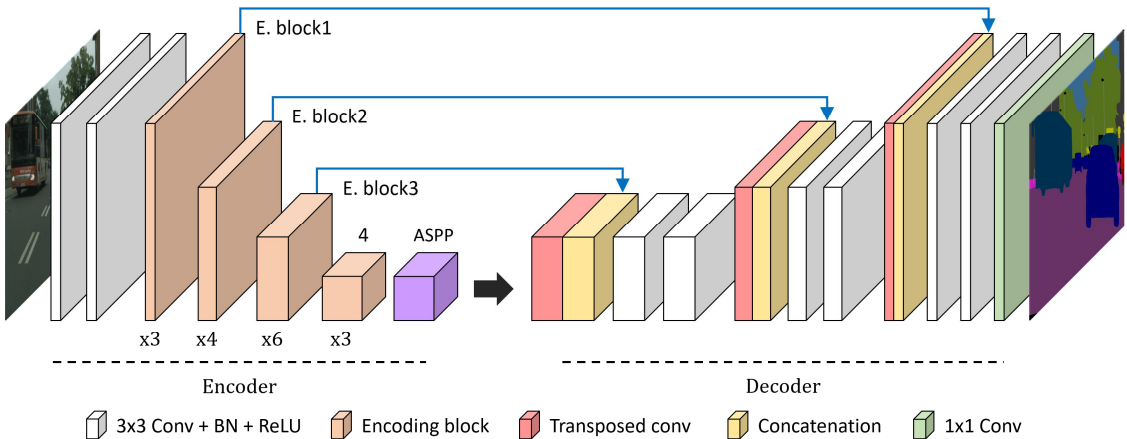 E. block1
E. block2
E. block3
4
ASPP
x3
x4
x6
x3
Encoder
Decoder
3x3 Conv + BN + ReLU
Encoding block
Transposed conv
Concatenation
1x1 Conv